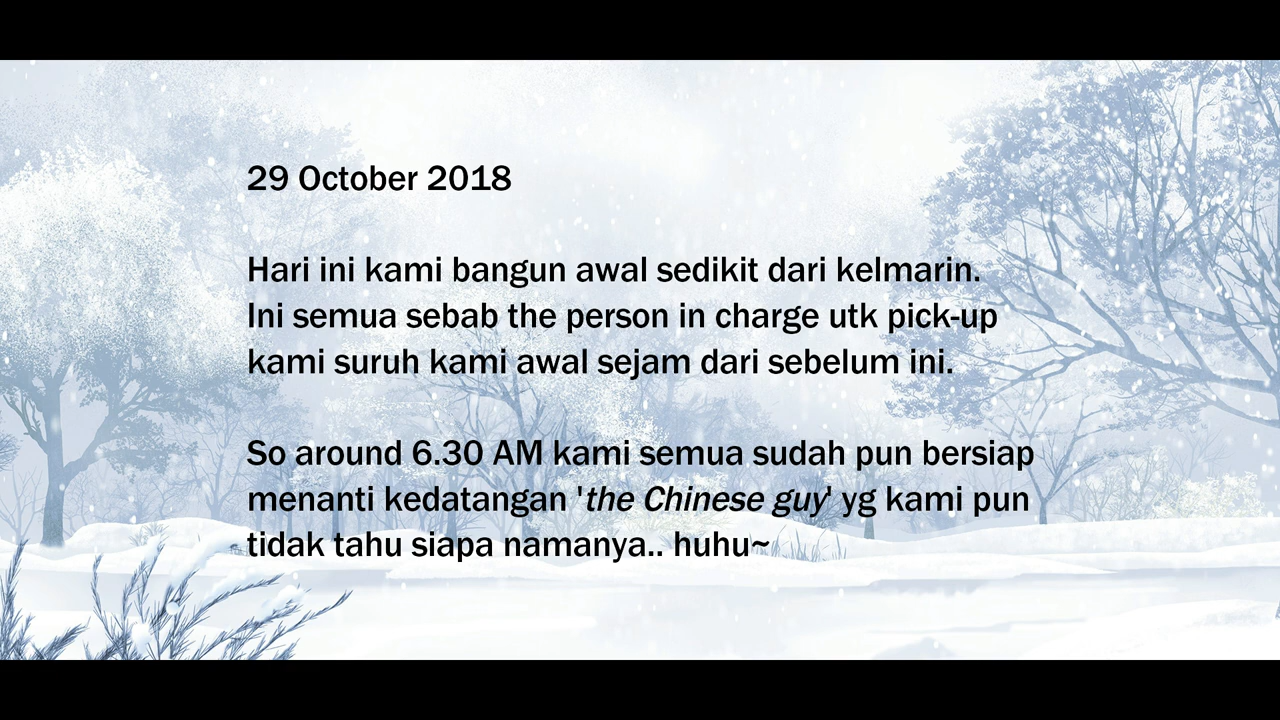 29 October 2018
Hari ini kami bangun awal sedikit dari kelmarin.
Ini semua sebab the person in charge utk pick-up
kami suruh kami awal sejam dari sebelum ini.
So around 6.30 AM kami semua sudah pun bersiap
menanti kedatangan 'the Chinese guy' yg kami pun
tidak tahu siapa namanya.. huhu~